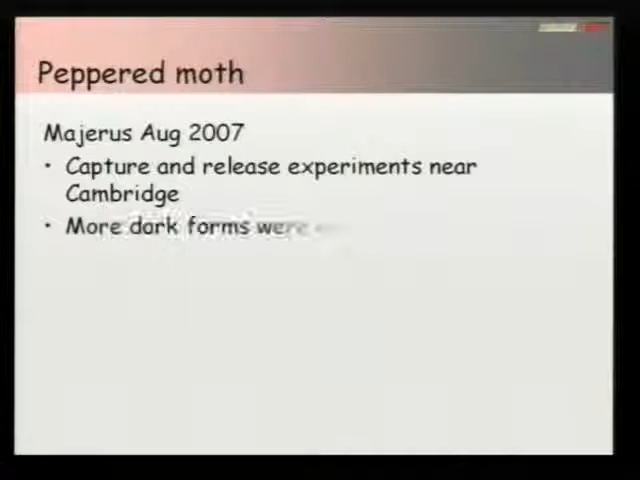 Peppered moth
Majerus Aug 2007
• Capture and release experiments near
Cambridge
• More dark forms were